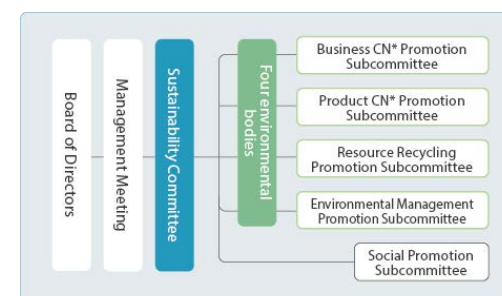 Board of Directors
Management Meeting
Sustainability Committee
Four environmental
bodies
Business CN* Promotion
Subcommittee
Product CN* Promotion
Subcommittee
Resource Recycling
Promotion Subcommittee
Environmental Management
Promotion Subcommittee
Social Promotion
Subcommittee